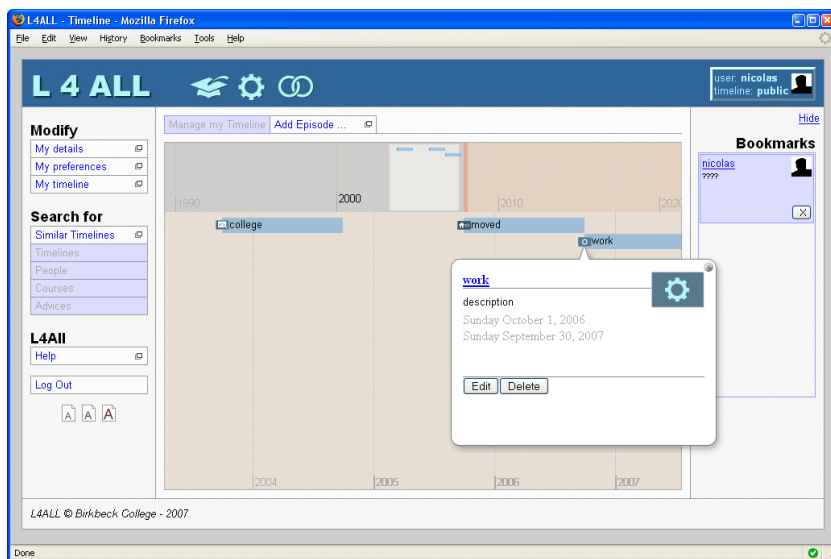 L4ALL - Timeline - Mozilla Firefox
File Edit View History Bookmarks Tools Help
L 4 ALL
user: nicolas
timeline: public
Hide
Modify
My details
My preferences
My timeline
Search for
Similar Timelines
Timelines
People
Courses
Advices
L4All
Help
Log Out
A A A
Manage my Timeline Add Episode ...
1990 2000 2010 2020
college moved
work
work
description
Sunday October 1, 2006
Sunday September 30, 2007
Edit Delete
2004 2005 2006 2007
Bookmarks
nicolas
????
X
L4ALL © Birkbeck College - 2007
Done